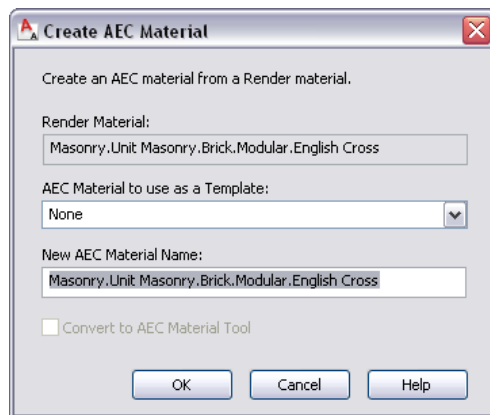 Create AEC Material
Create an AEC material from a Render material.
Render Material:
Masonry.Unit Masonry.Brick.Modular.English Cross
AEC Material to use as a Template:
None
New AEC Material Name:
Masonry.Unit Masonry.Brick.Modular.English Cross
Convert to AEC Material Tool
OK Cancel Help